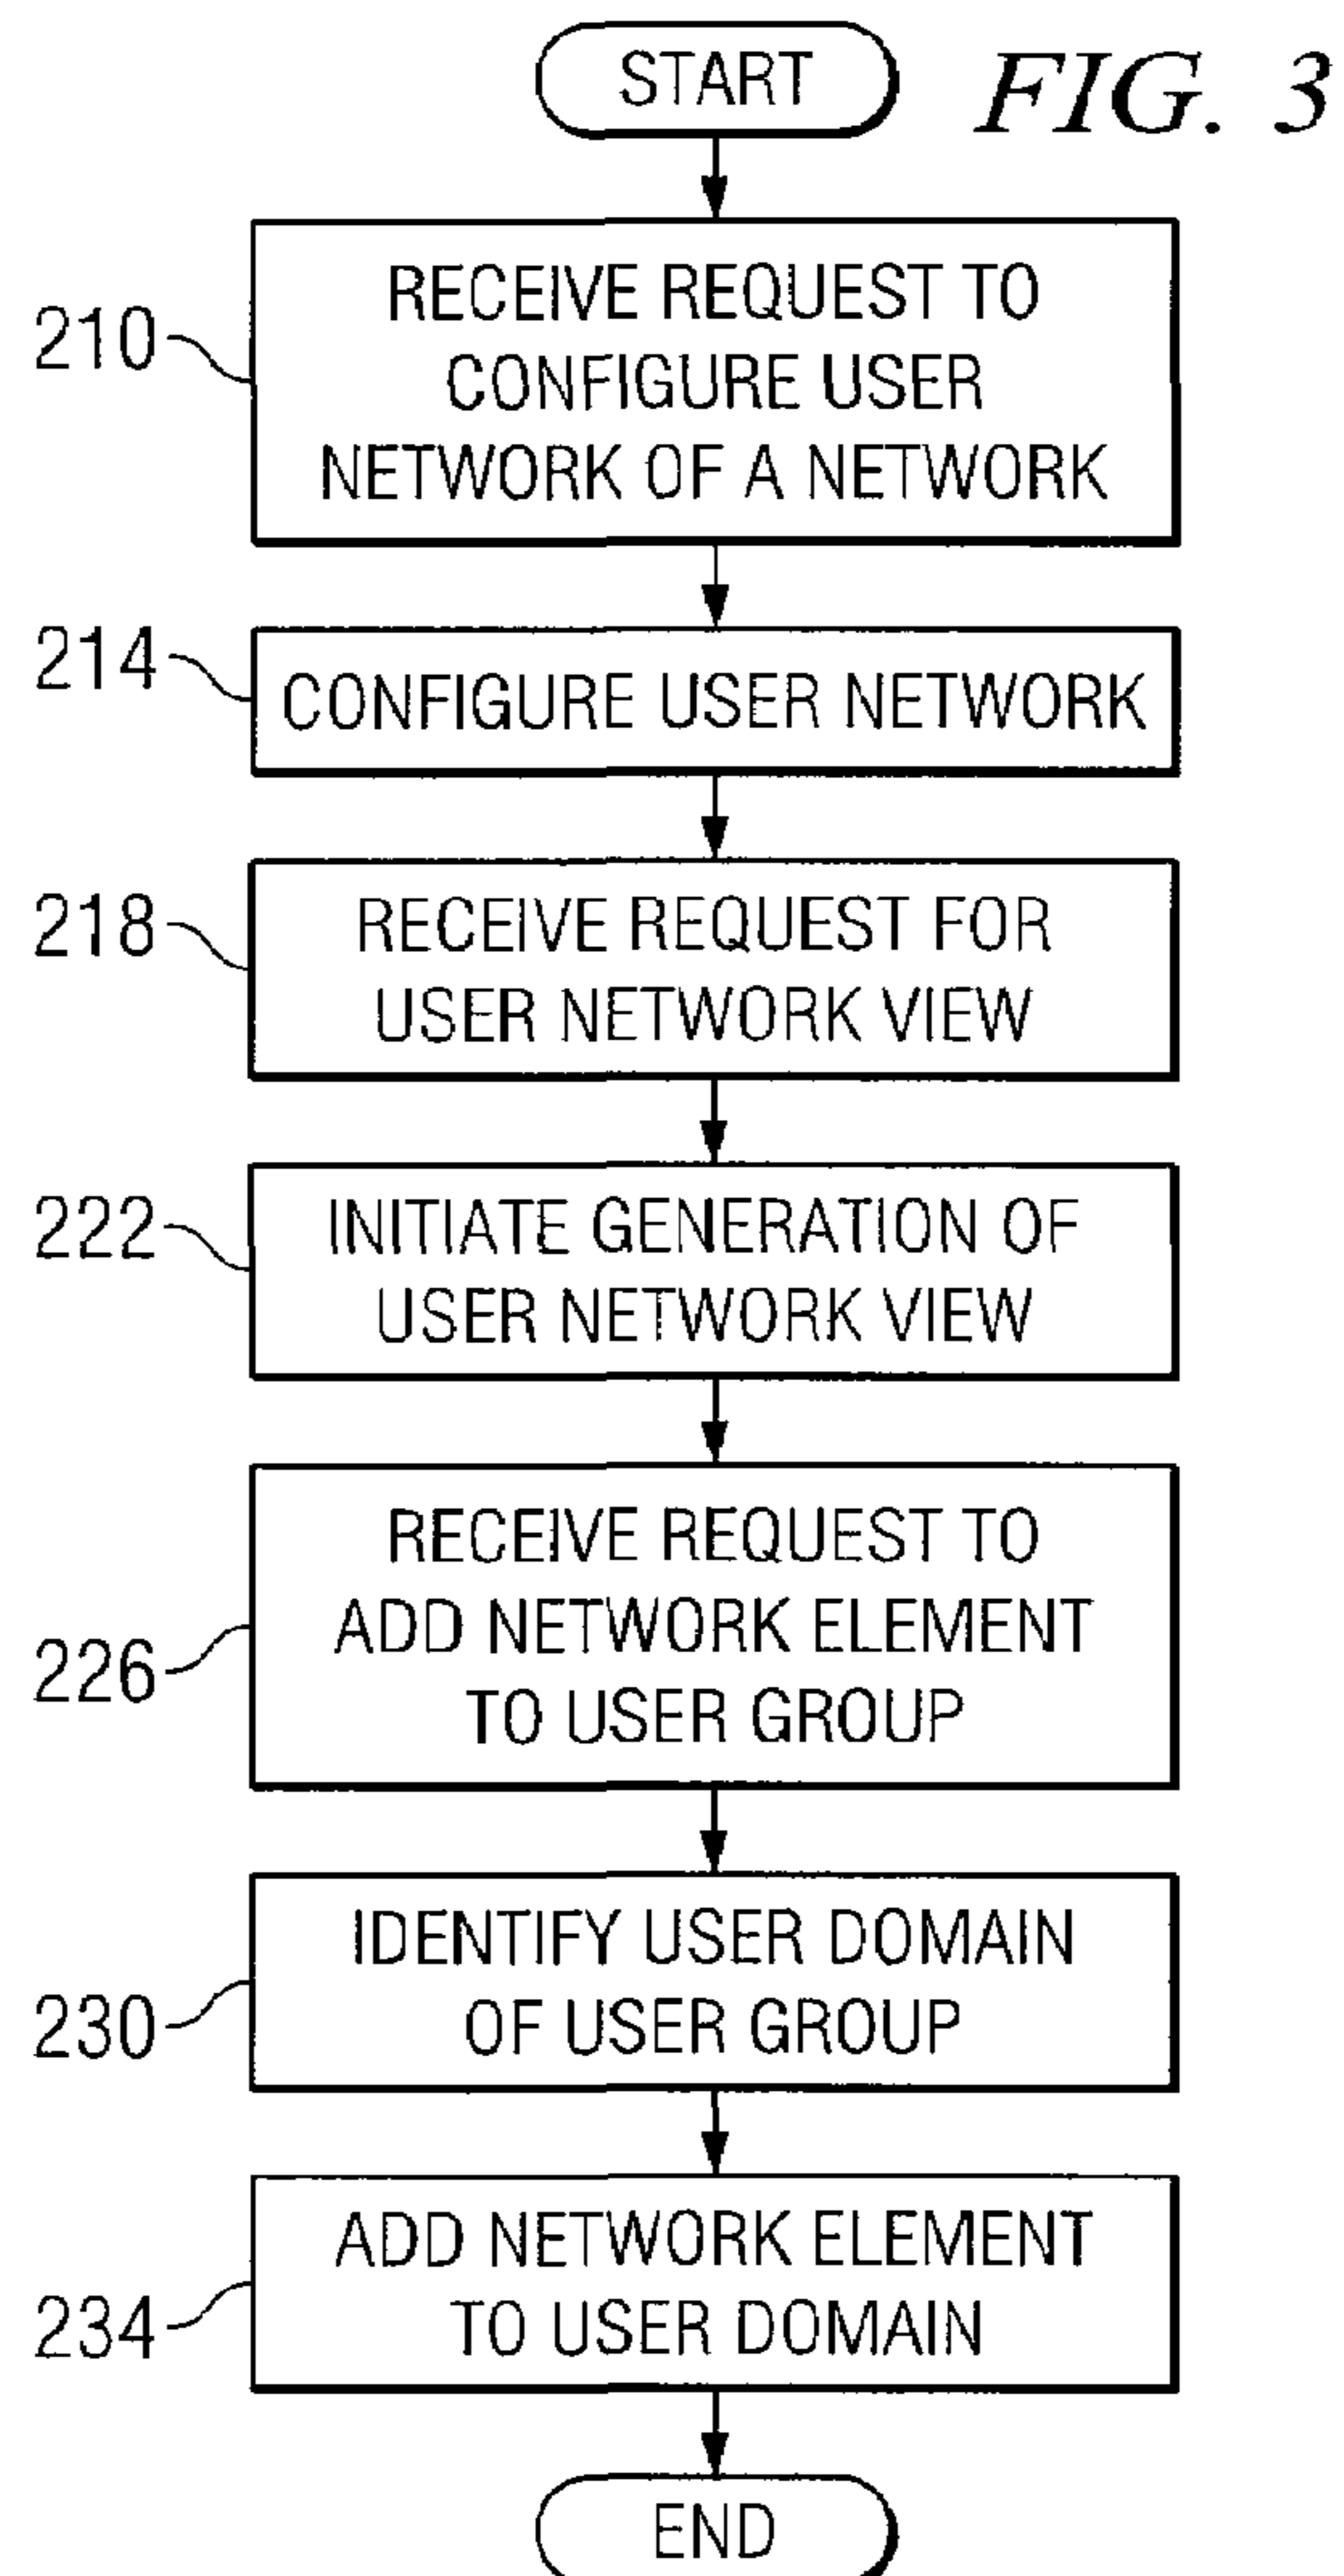 START
FIG. 3
210
RECEIVE REQUEST TO
CONFIGURE USER
NETWORK OF A NETWORK
214
CONFIGURE USER NETWORK
218
RECEIVE REQUEST FOR
USER NETWORK VIEW
222
INITIATE GENERATION OF
USER NETWORK VIEW
226
RECEIVE REQUEST TO
ADD NETWORK ELEMENT
TO USER GROUP
230
IDENTIFY USER DOMAIN
OF USER GROUP
234
ADD NETWORK ELEMENT
TO USER DOMAIN
END